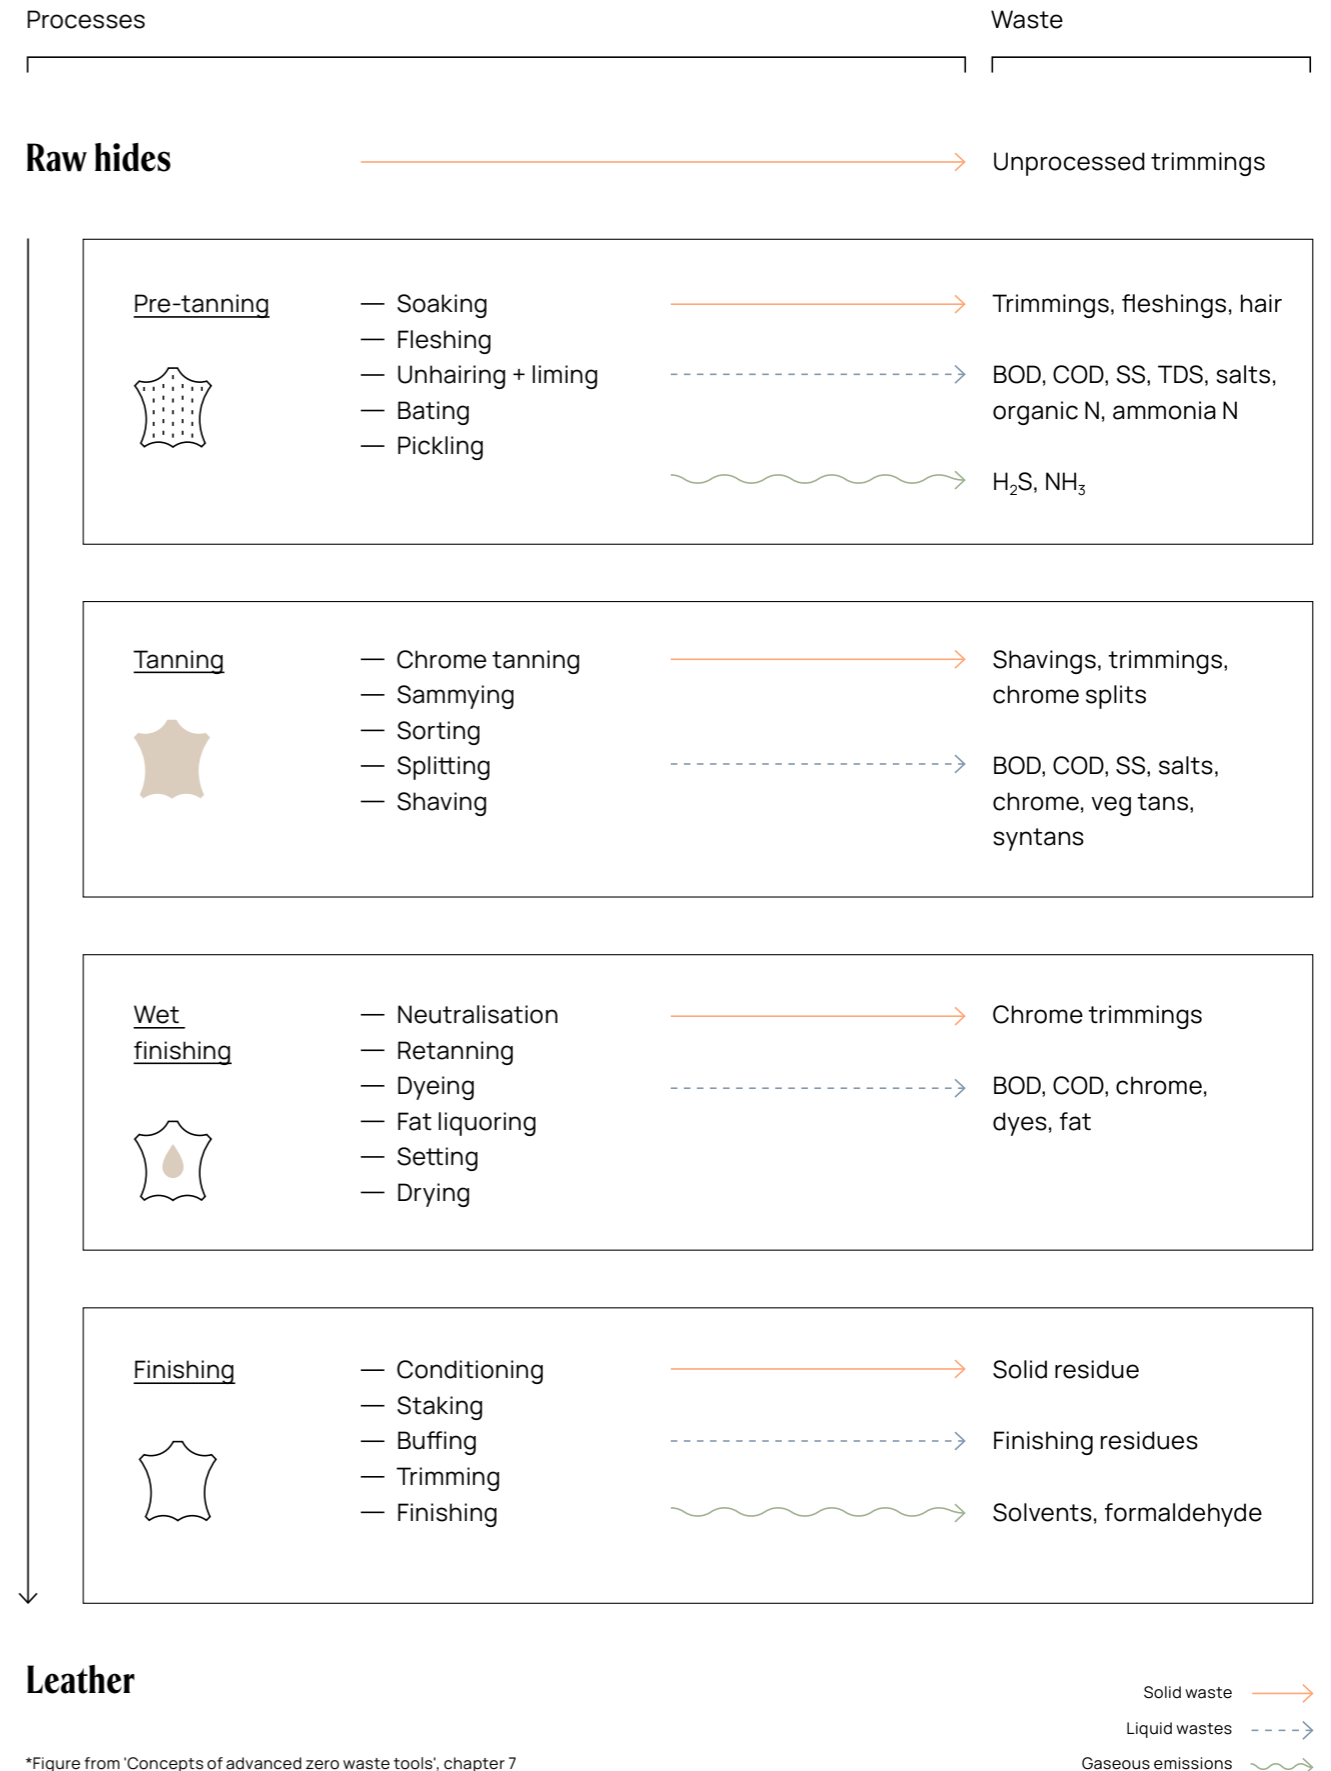 Processes
Waste
Raw hides
Unprocessed trimmings
Pre-tanning
— Soaking
— Fleshing
— Unhairing + liming
— Bating
— Pickling
Trimmings, fleshings, hair
BOD, COD, SS, TDS, salts,
organic N, ammonia N
H₂S, NH₃
Tanning
— Chrome tanning
— Sammying
— Sorting
— Splitting
— Shaving
Shavings, trimmings,
chrome splits
BOD, COD, SS, salts,
chrome, veg tans,
syntans
Wet
finishing
— Neutralisation
— Retanning
— Dyeing
— Fat liquoring
— Setting
— Drying
Chrome trimmings
BOD, COD, chrome,
dyes, fat
Finishing
— Conditioning
— Staking
— Buffing
— Trimming
— Finishing
Solid residue
Finishing residues
Solvents, formaldehyde
Leather
Solid waste
Liquid wastes
Gaseous emissions
*Figure from 'Concepts of advanced zero waste tools', chapter 7